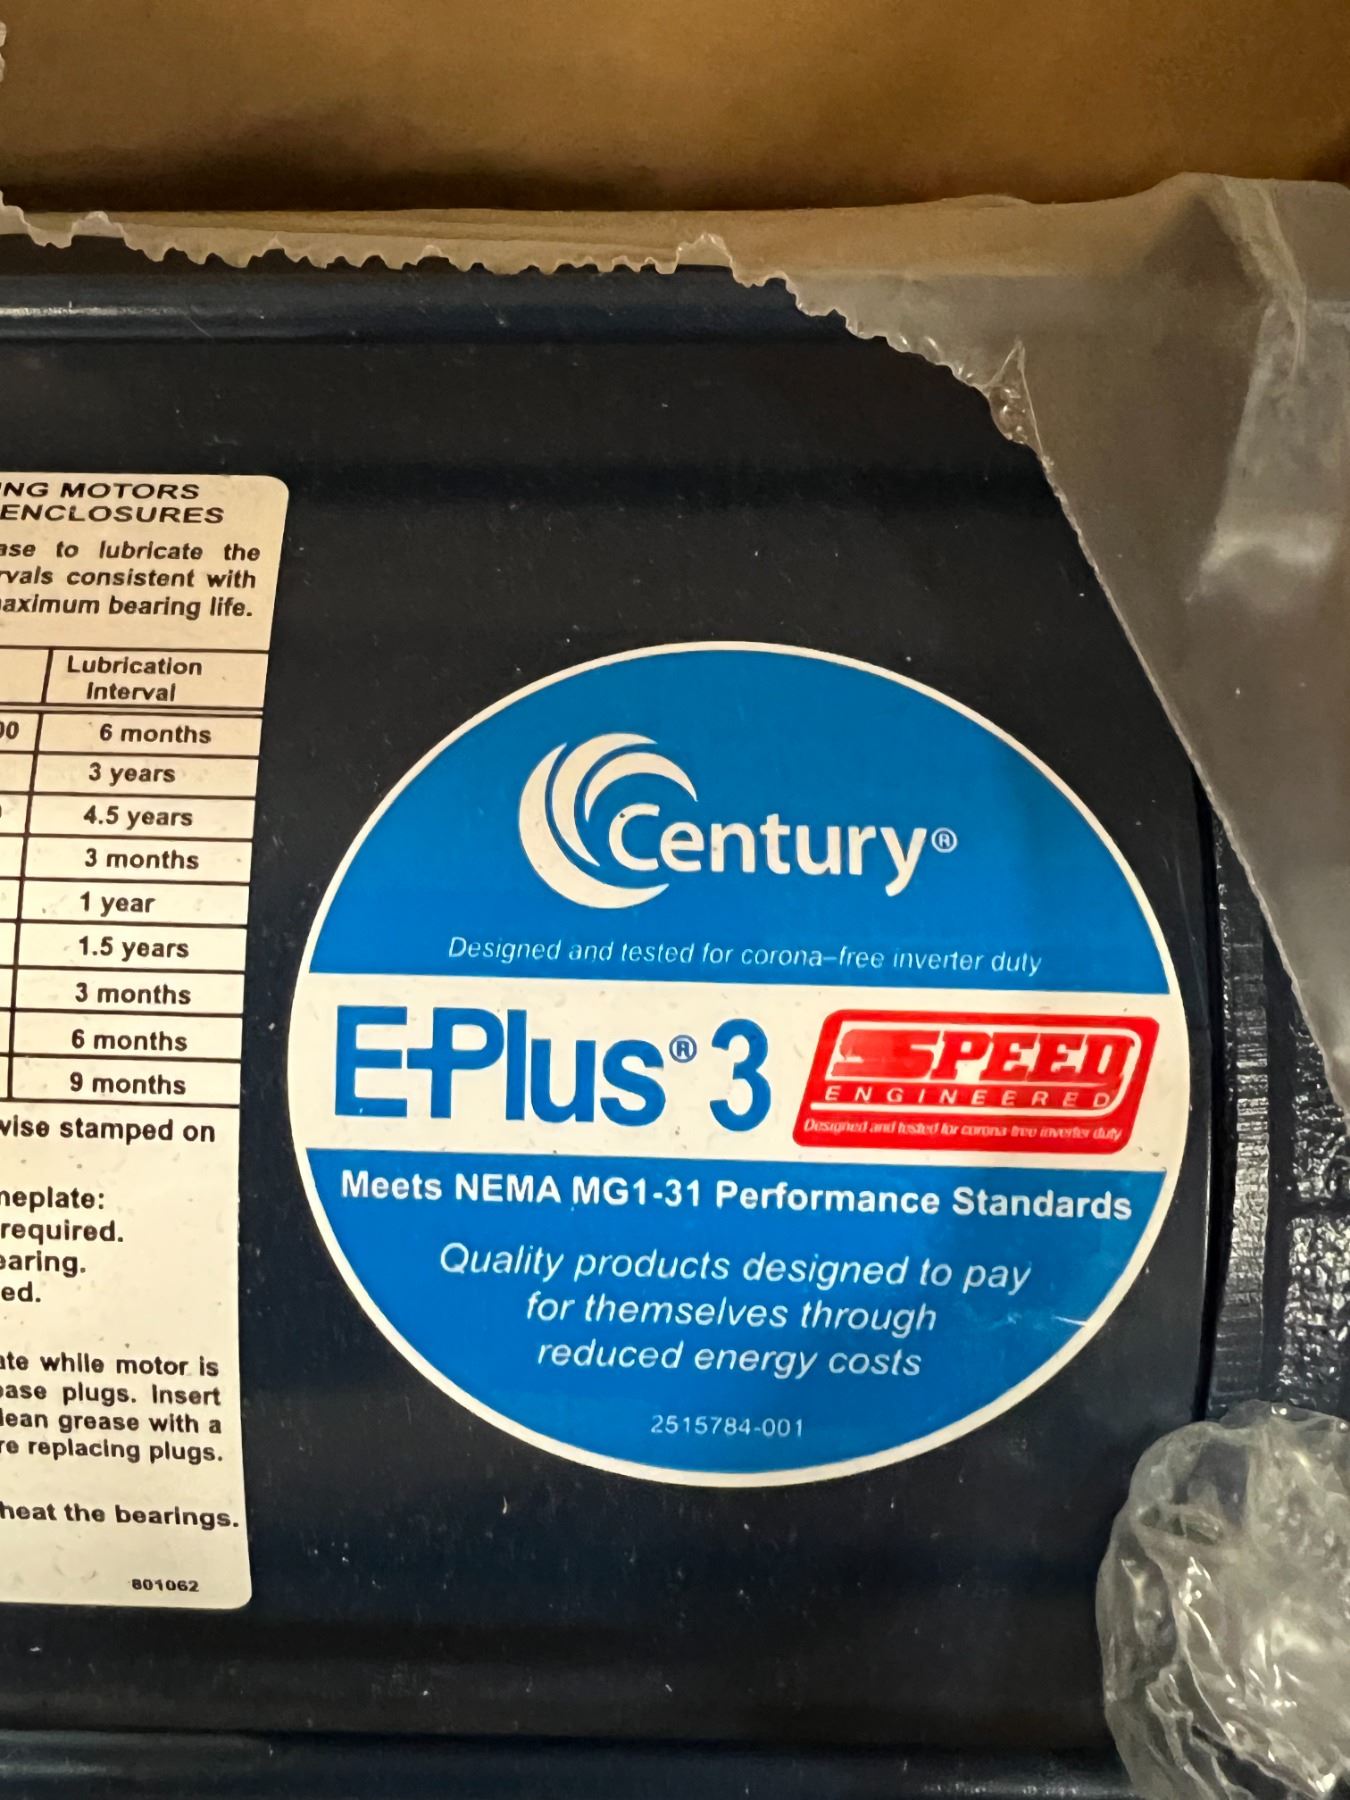 NG MOTORS
ENCLOSURES
ase to lubricate the
rvals consistent with
aximum bearing life.
Lubrication
Interval
00 6 months
3 years
4.5 years
3 months
1 year
1.5 years
3 months
6 months
9 months
wise stamped on
meplate:
required.
earing.
ed.
ate while motor is
ease plugs. Insert
lean grease with a
re replacing plugs.
heat the bearings.
801062
Century®
Designed and tested for corona-free inverter duty
E-Plus® 3
SPEED
ENGINEERED
Designed and tested for corona-free inverter duty
Meets NEMA MG1-31 Performance Standards
Quality products designed to pay
for themselves through
reduced energy costs
2515784-001